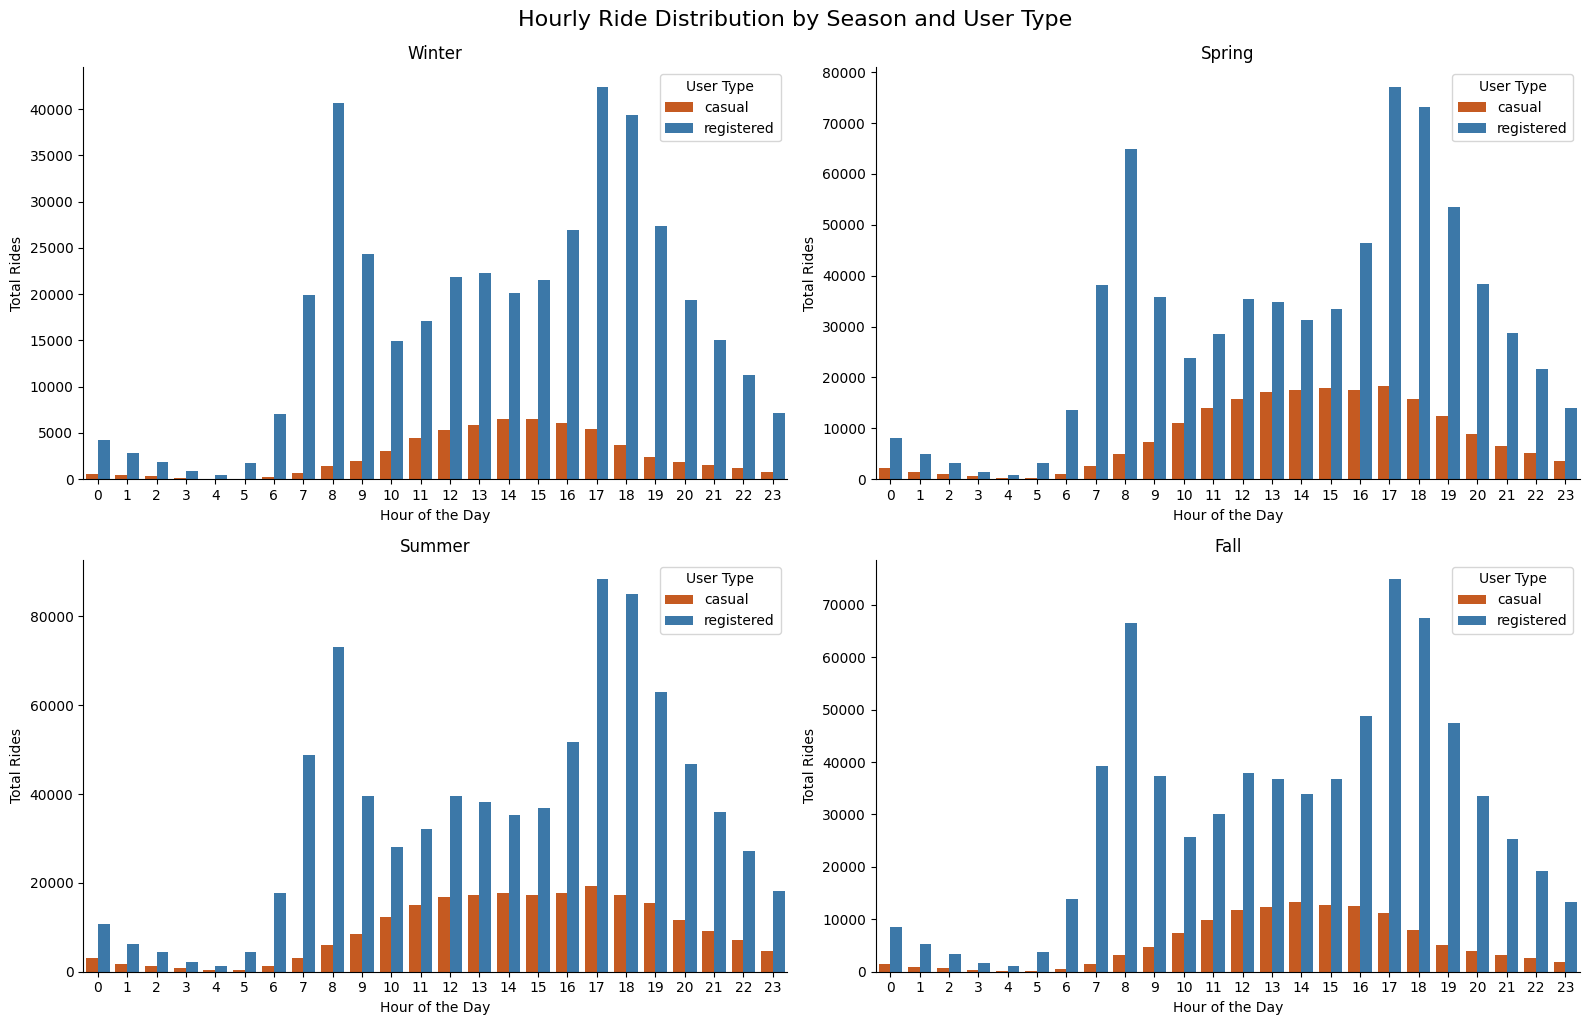 Hourly Ride Distribution by Season and User Type
Winter
User Type
casual
registered
Total Rides
40000
35000
30000
25000
20000
15000
10000
5000
0
0 1 2 3 4 5 6 7 8 9 10 11 12 13 14 15 16 17 18 19 20 21 22 23
Hour of the Day
Spring
User Type
casual
registered
Total Rides
80000
70000
60000
50000
40000
30000
20000
10000
0
0 1 2 3 4 5 6 7 8 9 10 11 12 13 14 15 16 17 18 19 20 21 22 23
Hour of the Day
Summer
User Type
casual
registered
Total Rides
80000
60000
40000
20000
0
0 1 2 3 4 5 6 7 8 9 10 11 12 13 14 15 16 17 18 19 20 21 22 23
Hour of the Day
Fall
User Type
casual
registered
Total Rides
70000
60000
50000
40000
30000
20000
10000
0
0 1 2 3 4 5 6 7 8 9 10 11 12 13 14 15 16 17 18 19 20 21 22 23
Hour of the Day